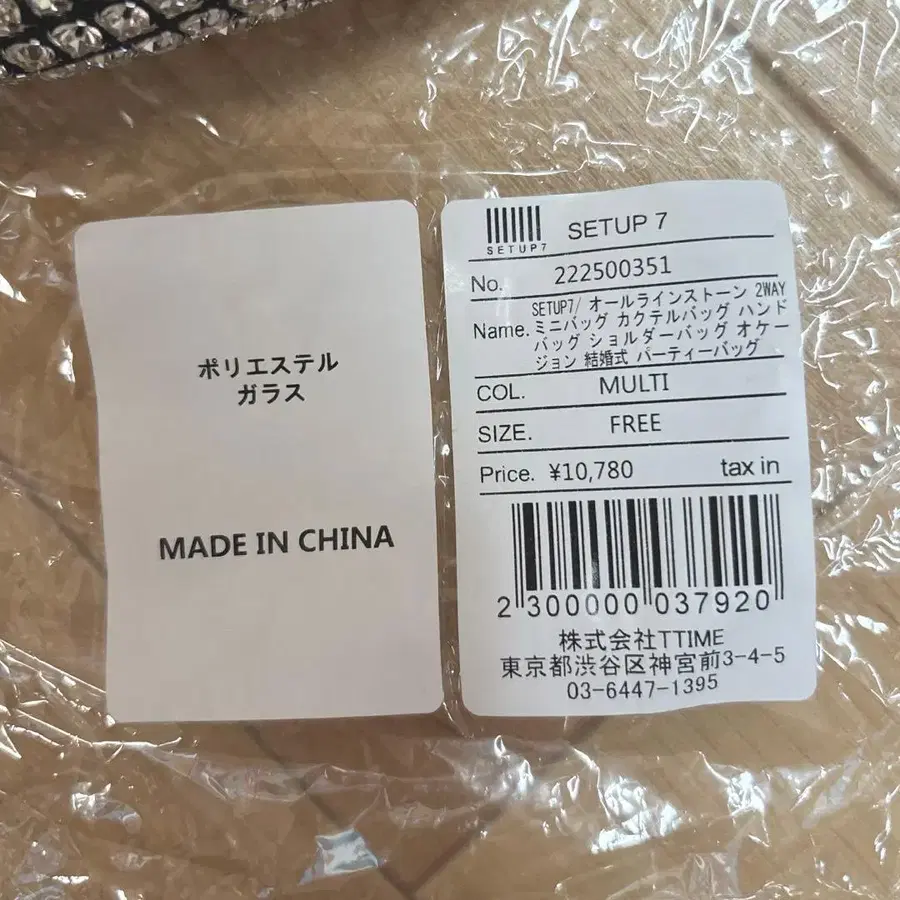 ポリエステル
ガラス
MADE IN CHINA
SETUP7
SETUP 7
No. 222500351
Name. SETUP7/ オールラインストーン 2WAY
ミニバッグ カクテルバッグ ハンド
バッグ ショルダーバッグ オケー
ジョン 結婚式 パーティーバッグ
COL. MULTI
SIZE. FREE
Price. ¥10,780 tax in
2 300000 037920
株式会社TTIME
東京都渋谷区神宮前3-4-5
03-6447-1395